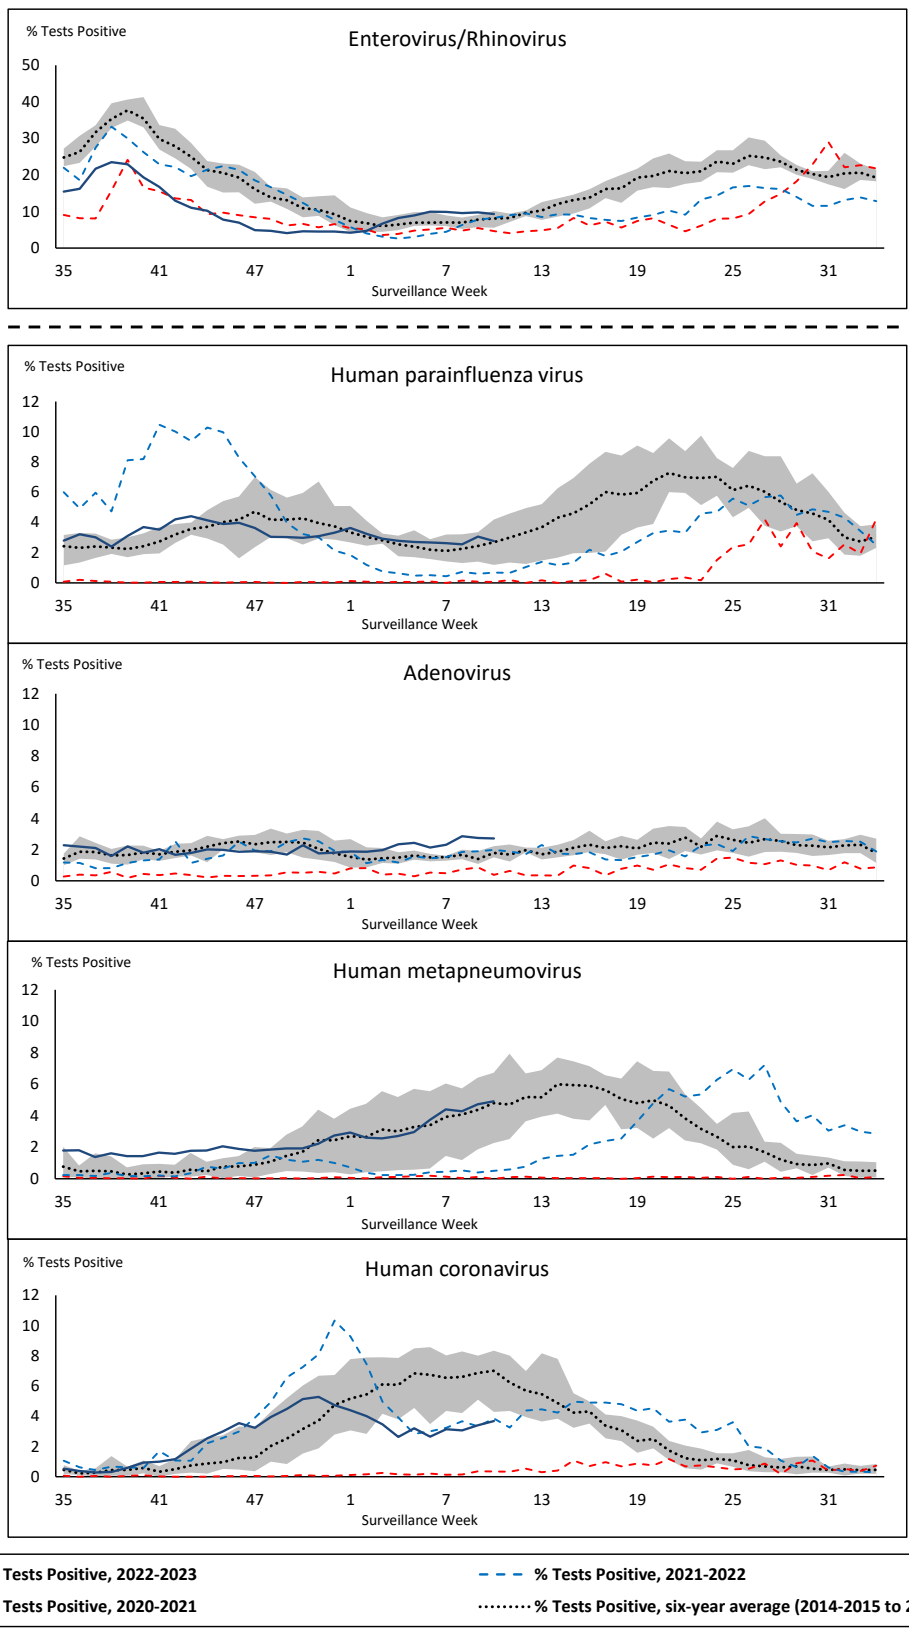 % Tests Positive
Enterovirus/Rhinovirus
50
40
30
20
10
0
35 41 47 1 7 13 19 25 31
Surveillance Week
% Tests Positive
Human parainfluenza virus
12
10
8
6
4
2
0
35 41 47 1 7 13 19 25 31
Surveillance Week
% Tests Positive
Adenovirus
12
10
8
6
4
2
0
35 41 47 1 7 13 19 25 31
Surveillance Week
% Tests Positive
Human metapneumovirus
12
10
8
6
4
2
0
35 41 47 1 7 13 19 25 31
Surveillance Week
% Tests Positive
Human coronavirus
12
10
8
6
4
2
0
35 41 47 1 7 13 19 25 31
Surveillance Week
Tests Positive, 2022-2023 % Tests Positive, 2021-2022
Tests Positive, 2020-2021 % Tests Positive, six-year average (2014-2015 to